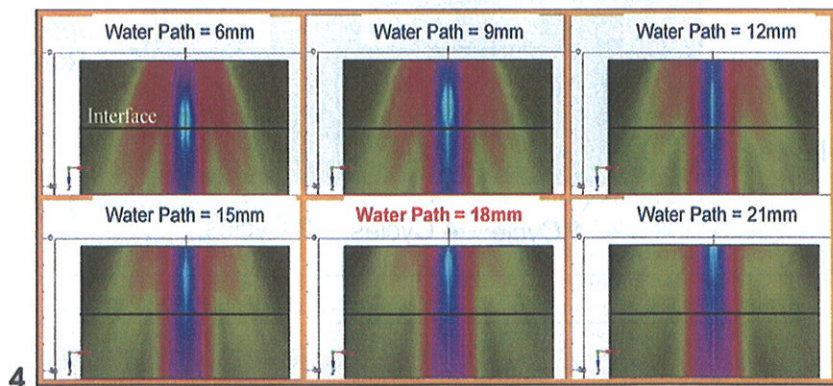 Water Path = 6mm
Water Path = 9mm
Water Path = 12mm
Interface
Water Path = 15mm
Water Path = 18mm
Water Path = 21mm
4